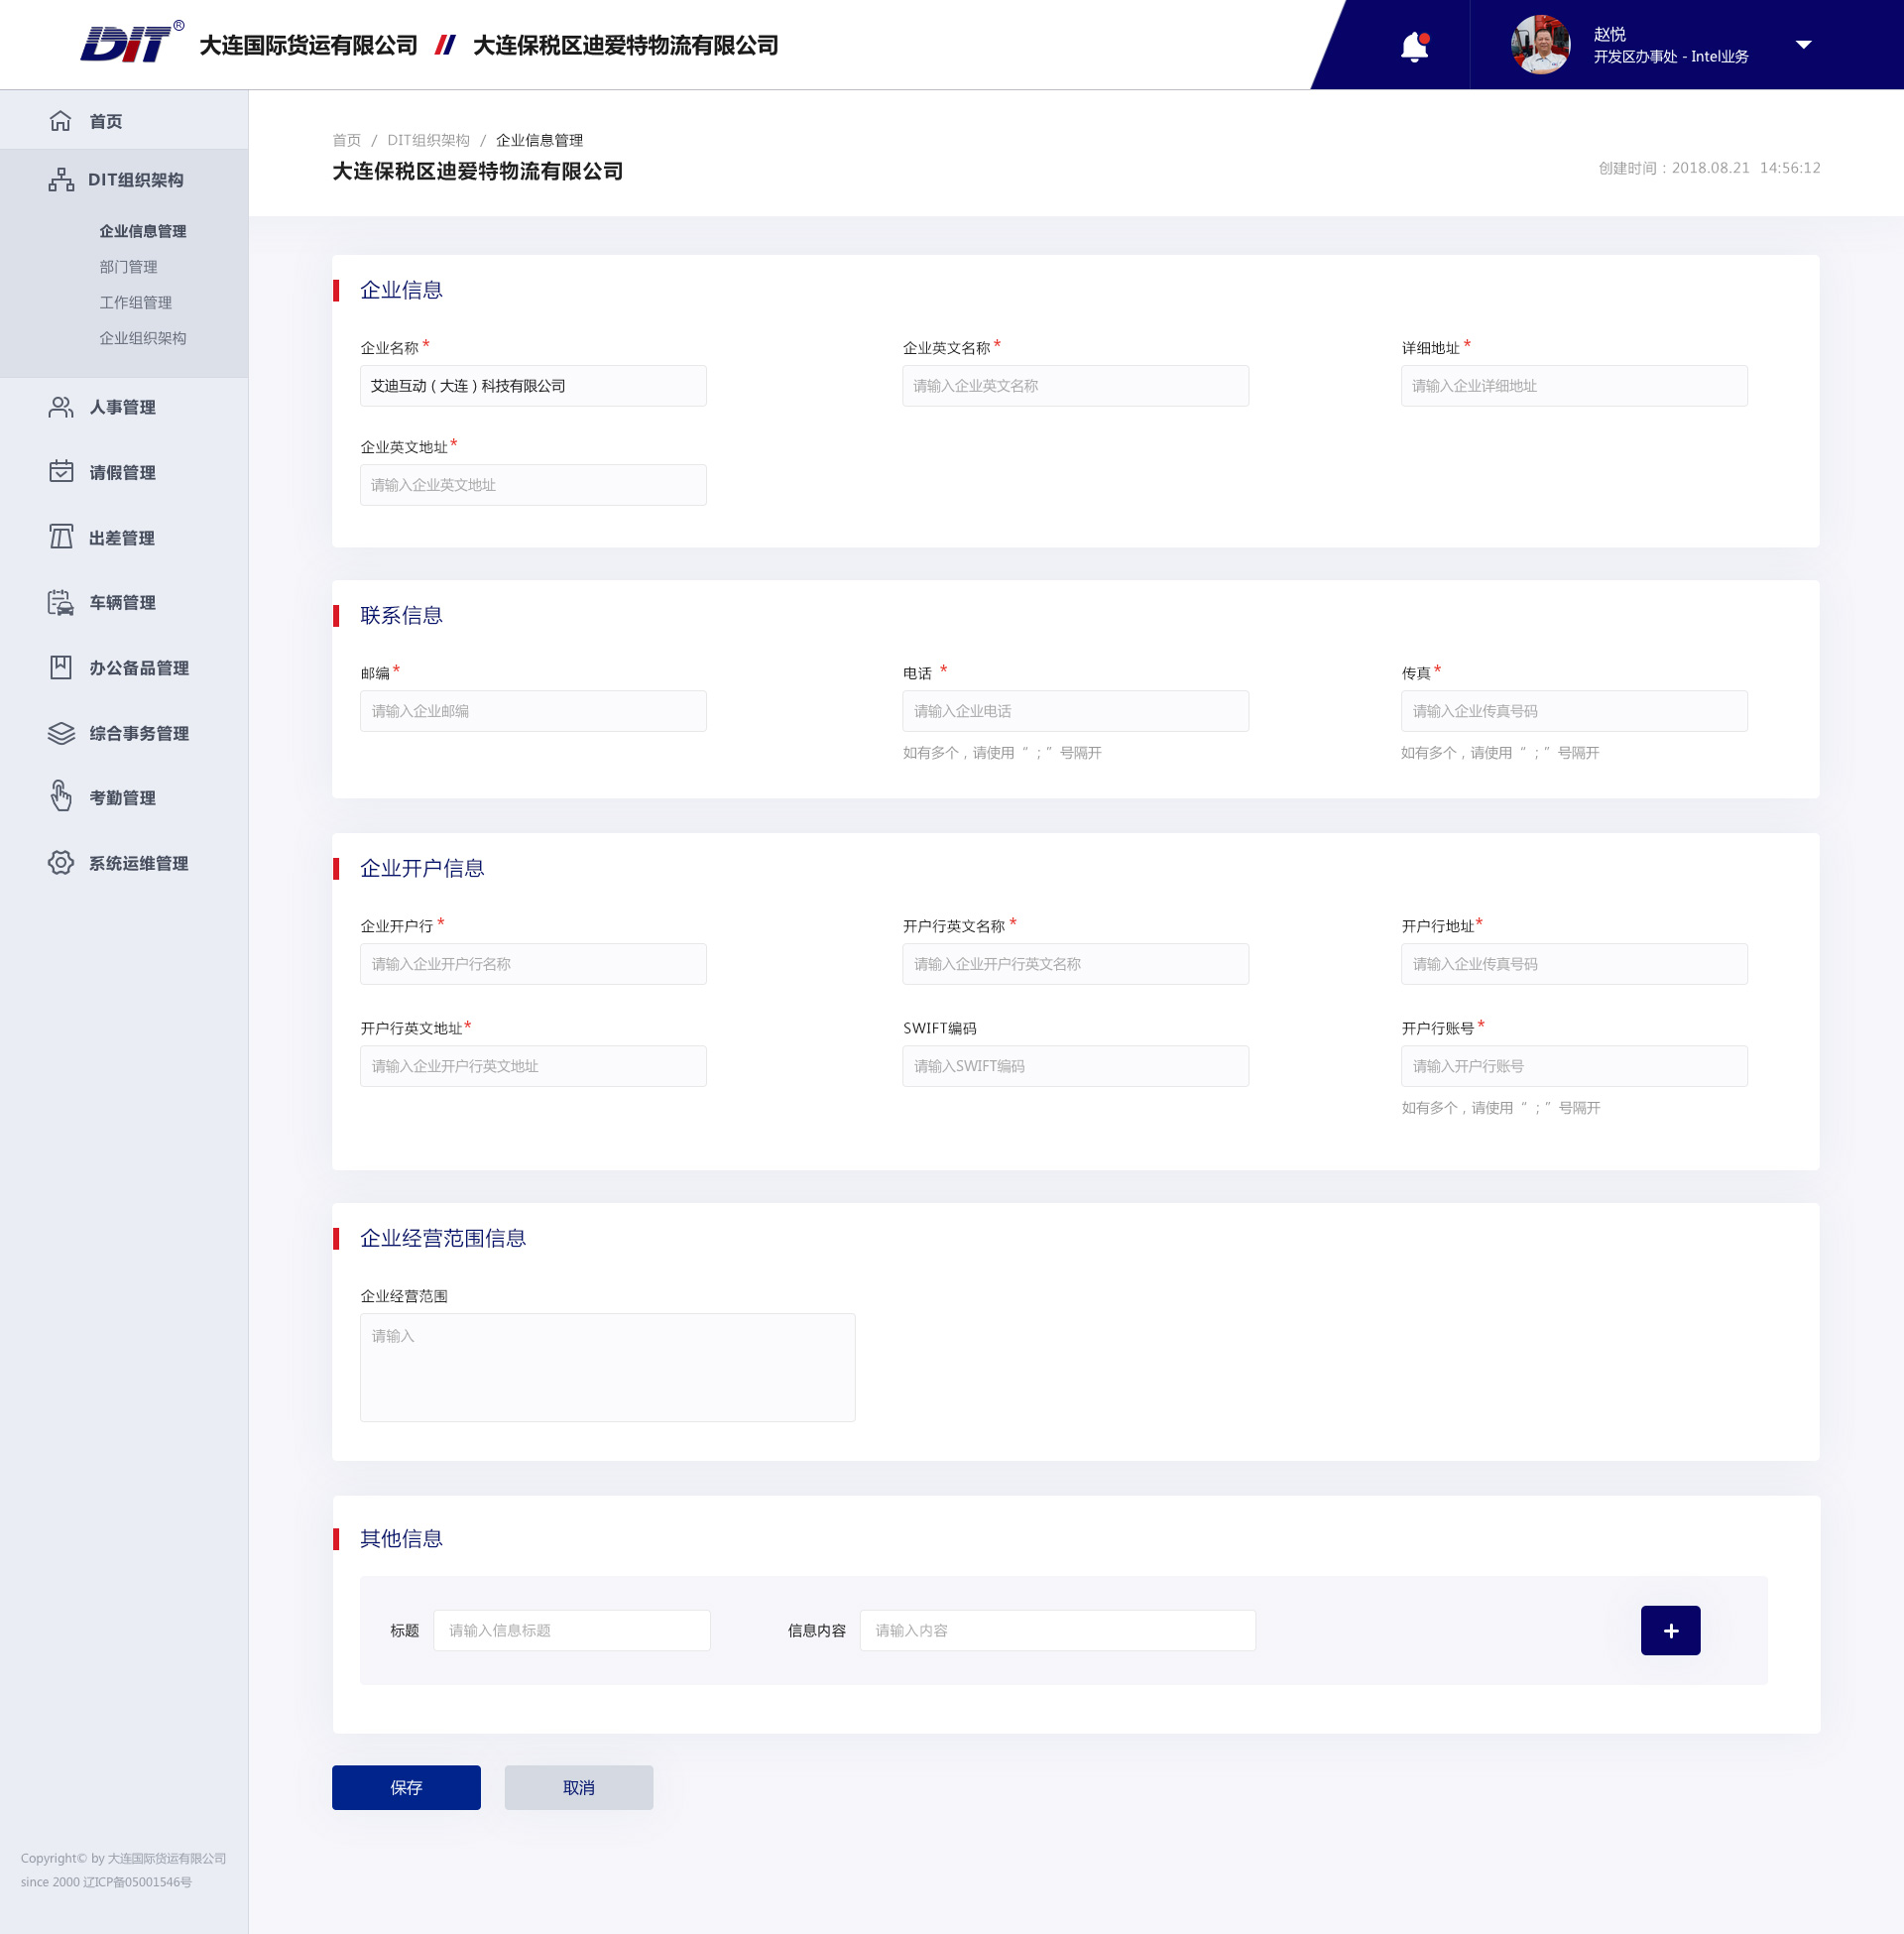 DIT® 大连国际货运有限公司 // 大连保税区迪爱特物流有限公司
赵悦
开发区办事处 - Intel业务
首页
DIT组织架构
企业信息管理
部门管理
工作组管理
企业组织架构
人事管理
请假管理
出差管理
车辆管理
办公备品管理
综合事务管理
考勤管理
系统运维管理
Copyright© by 大连国际货运有限公司
since 2000 辽ICP备05001546号
首页 / DIT组织架构 / 企业信息管理
大连保税区迪爱特物流有限公司
创建时间：2018.08.21 14:56:12
企业信息
企业名称* 企业英文名称* 详细地址*
艾迪互动（大连）科技有限公司 请输入企业英文名称 请输入企业详细地址
企业英文地址*
请输入企业英文地址
联系信息
邮编* 电话 * 传真*
请输入企业邮编 请输入企业电话 请输入企业传真号码
如有多个，请使用“；”号隔开 如有多个，请使用“；”号隔开
企业开户信息
企业开户行* 开户行英文名称* 开户行地址*
请输入企业开户行名称 请输入企业开户行英文名称 请输入企业传真号码
开户行英文地址* SWIFT编码 开户行账号*
请输入企业开户行英文地址 请输入SWIFT编码 请输入开户行账号
如有多个，请使用“；”号隔开
企业经营范围信息
企业经营范围
请输入
其他信息
标题 请输入信息标题 信息内容 请输入内容 +
保存 取消